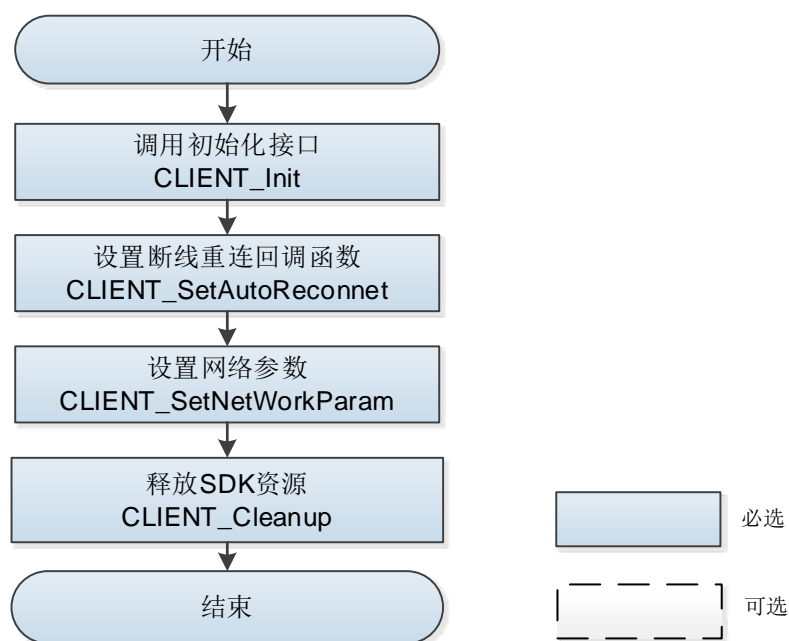 开始
调用初始化接口
CLIENT_Init
设置断线重连回调函数
CLIENT_SetAutoReconnet
设置网络参数
CLIENT_SetNetWorkParam
释放SDK资源
CLIENT_Cleanup
结束
必选
可选